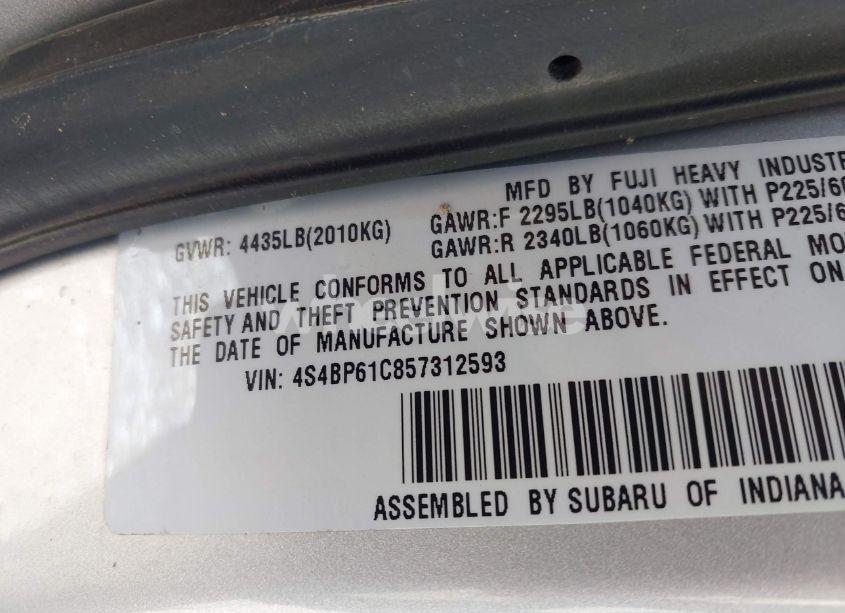 MFD BY FUJI HEAVY INDUSTR
GVWR: 4435LB(2010KG)
GAWR:F 2295LB(1040KG) WITH P225/60
GAWR:R 2340LB(1060KG) WITH P225/6
THIS VEHICLE CONFORMS TO ALL APPLICABLE FEDERAL MO
SAFETY AND THEFT PREVENTION STANDARDS IN EFFECT ON
THE DATE OF MANUFACTURE SHOWN ABOVE.
VIN: 4S4BP61C857312593
ASSEMBLED BY SUBARU OF INDIANA